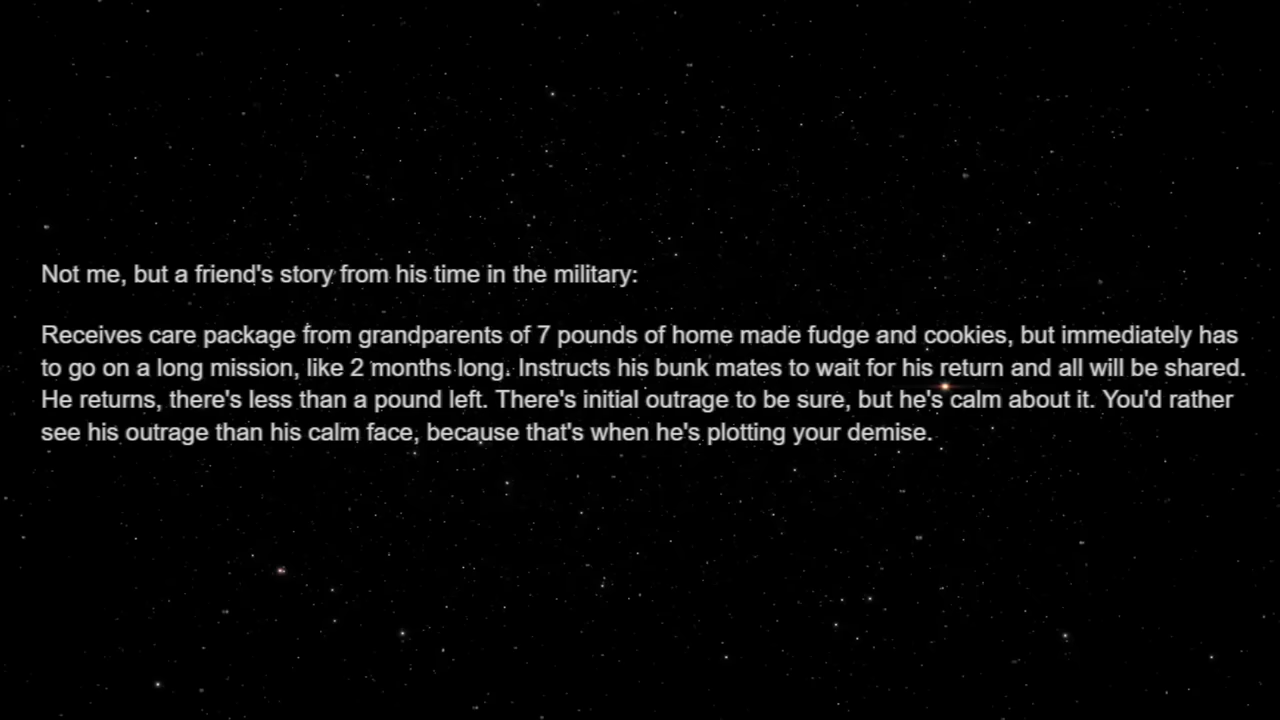 Not me, but a friend's story from his time in the military:
Receives care package from grandparents of 7 pounds of home made fudge and cookies, but immediately has
to go on a long mission, like 2 months long. Instructs his bunk mates to wait for his return and all will be shared.
He returns, there's less than a pound left. There's initial outrage to be sure, but he's calm about it. You'd rather
see his outrage than his calm face, because that's when he's plotting your demise.